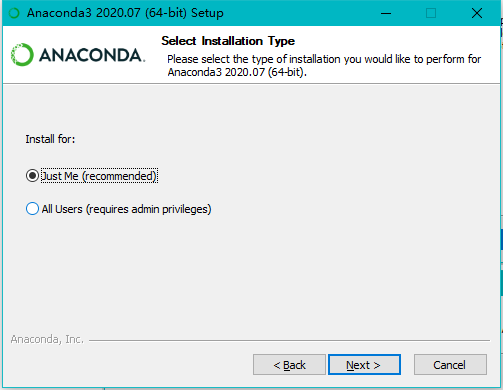 Anaconda3 2020.07 (64-bit) Setup
ANACONDA.
Select Installation Type
Please select the type of installation you would like to perform for
Anaconda3 2020.07 (64-bit).
Install for:
Just Me (recommended)
All Users (requires admin privileges)
Anaconda, Inc.
< Back
Next >
Cancel